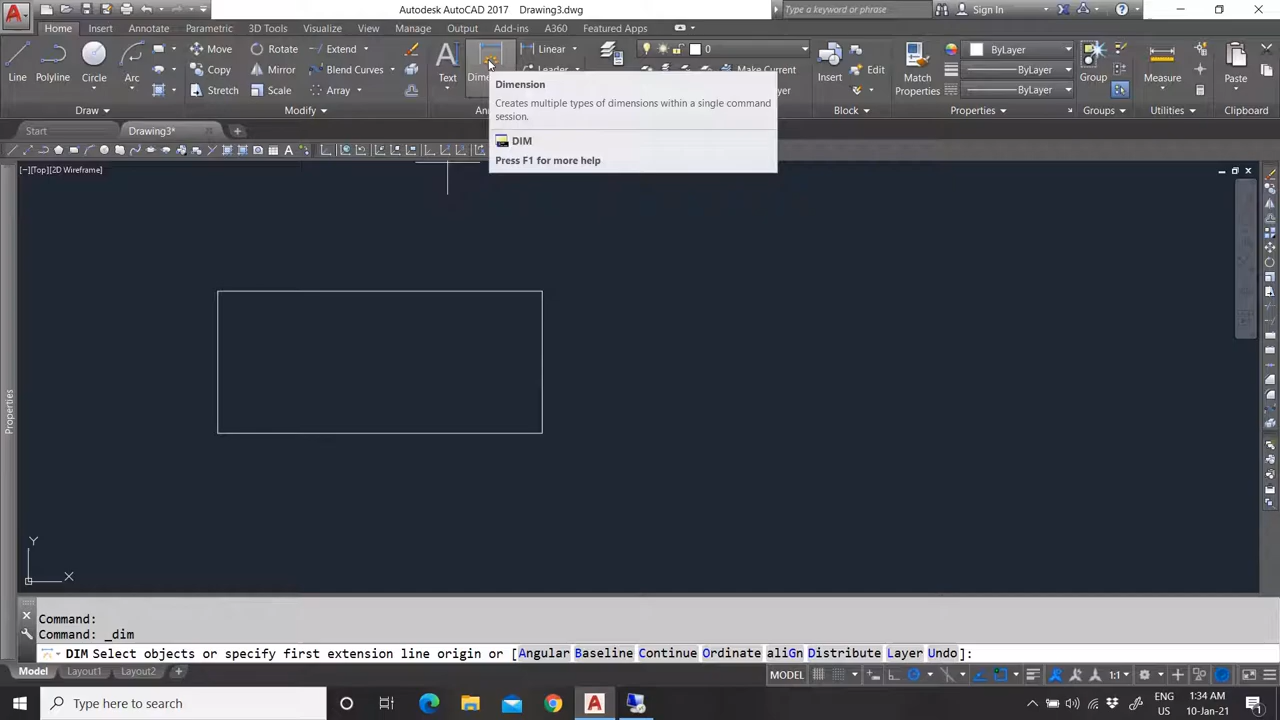 Autodesk AutoCAD 2017 Drawing3.dwg
Type a keyword or phrase
Sign In
Home Insert Annotate Parametric 3D Tools Visualize View Manage Output Add-ins A360 Featured Apps
Line Polyline Circle Arc
Move Rotate Extend
Copy Mirror Blend Curves
Stretch Scale Array
Text
Linear
Leader
0
Make Current
Insert
Edit
Match Properties
ByLayer
ByLayer
ByLayer
Group
Measure
Paste
Draw Modify Block Properties Groups Utilities Clipboard
Dimension
Creates multiple types of dimensions within a single command
session.
DIM
Press F1 for more help
Start Drawing3*
[−][Top][2D Wireframe]
Properties
Y
X
Command:
Command: _dim
DIM Select objects or specify first extension line origin or [Angular Baseline Continue Ordinate aliGn Distribute Layer Undo]:
Model Layout1 Layout2 +
MODEL 1:1
Type here to search
ENG
US
1:34 AM
10-Jan-21